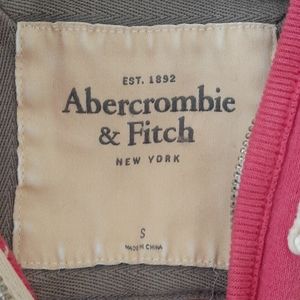 EST. 1892
Abercrombie
& Fitch
NEW YORK
S
MADE IN CHINA